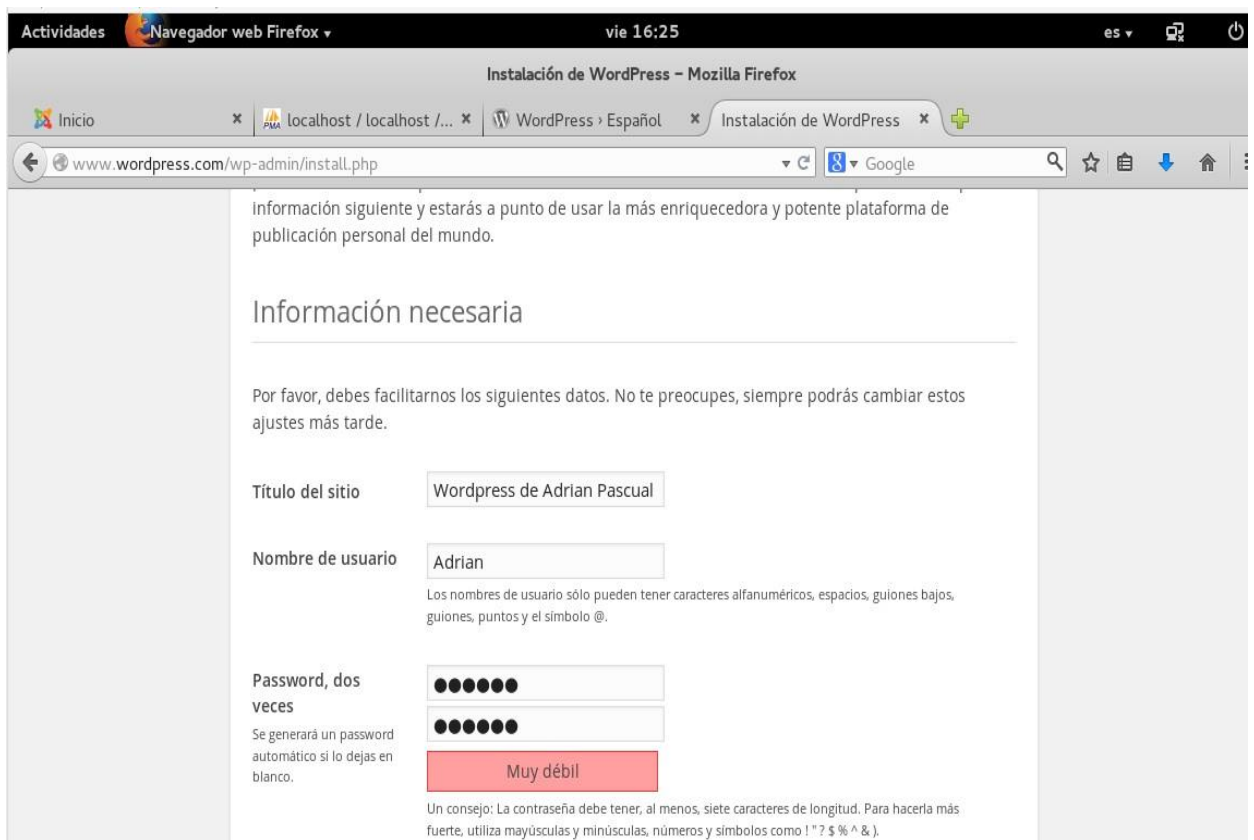 Actividades Navegador web Firefox vie 16:25 es
Instalación de WordPress - Mozilla Firefox
Inicio localhost / localhost /... WordPress › Español Instalación de WordPress
www.wordpress.com/wp-admin/install.php Google
información siguiente y estarás a punto de usar la más enriquecedora y potente plataforma de
publicación personal del mundo.
Información necesaria
Por favor, debes facilitarnos los siguientes datos. No te preocupes, siempre podrás cambiar estos
ajustes más tarde.
Título del sitio Wordpress de Adrian Pascual
Nombre de usuario Adrian
Los nombres de usuario sólo pueden tener caracteres alfanuméricos, espacios, guiones bajos,
guiones, puntos y el símbolo @.
Password, dos
veces
Se generará un password
automático si lo dejas en
blanco.
Muy débil
Un consejo: La contraseña debe tener, al menos, siete caracteres de longitud. Para hacerla más
fuerte, utiliza mayúsculas y minúsculas, números y símbolos como ! " ? $ % ^ & ).